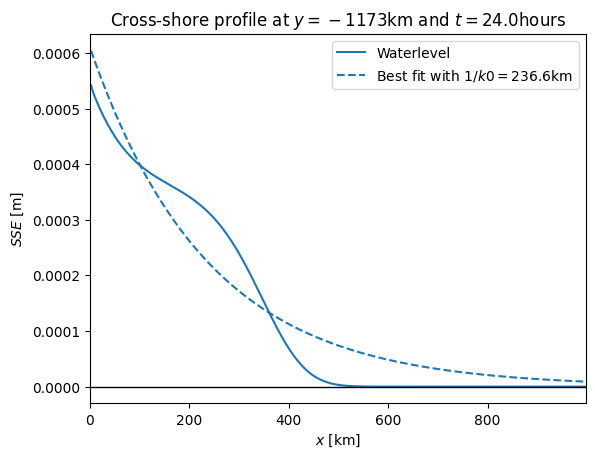 Cross-shore profile at y = −1173km and t = 24.0hours
Waterlevel
Best fit with 1/k0 = 236.6km
SSE [m]
0.0006
0.0005
0.0004
0.0003
0.0002
0.0001
0.0000
0 200 400 600 800
x [km]